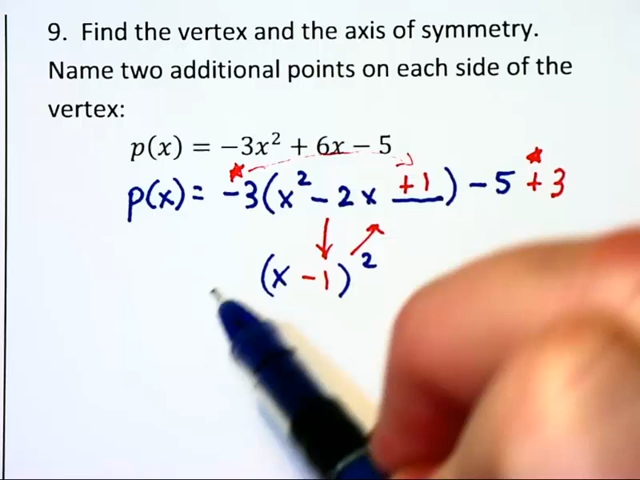 9. Find the vertex and the axis of symmetry.
Name two additional points on each side of the
vertex:
p(x) = −3x² + 6x − 5
p(x) = -3(x² - 2x +1) - 5 + 3
(x - 1)²